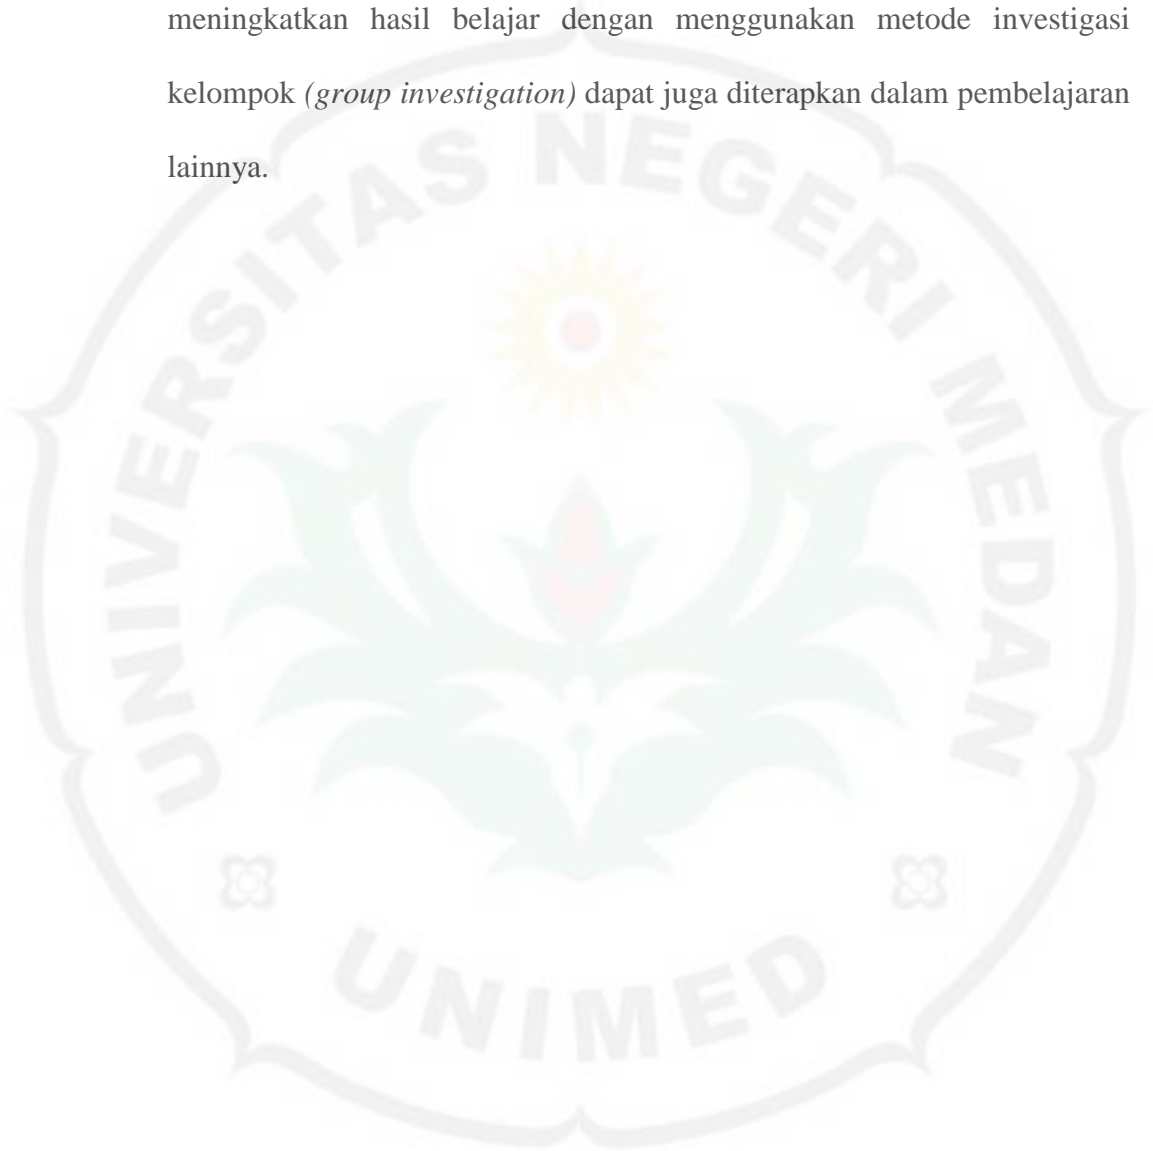 meningkatkan hasil belajar dengan menggunakan metode investigasi
kelompok (group investigation) dapat juga diterapkan dalam pembelajaran
lainnya.
UNIVERSITAS NEGERI MEDAN
UNIMED